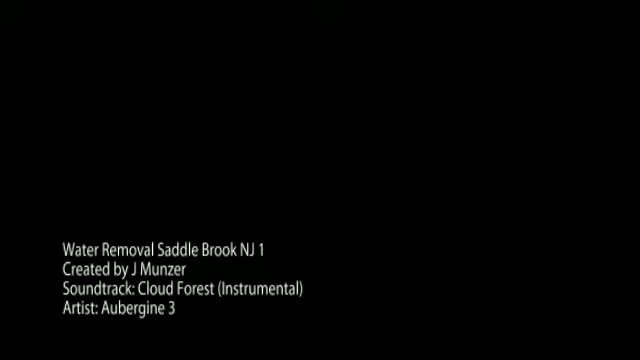 Water Removal Saddle Brook NJ 1
Created by J Munzer
Soundtrack: Cloud Forest (Instrumental)
Artist: Aubergine 3